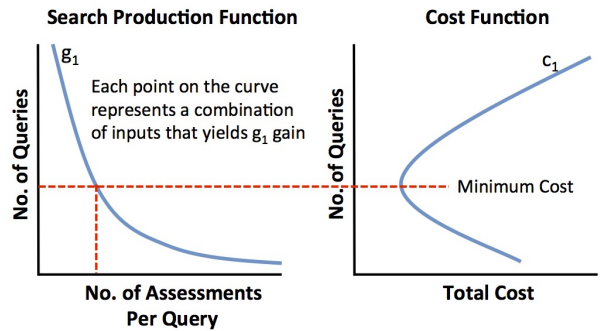 Search Production Function
g1
Each point on the curve
represents a combination
of inputs that yields g1 gain
No. of Queries
No. of Assessments
Per Query
Cost Function
c1
No. of Queries
Minimum Cost
Total Cost